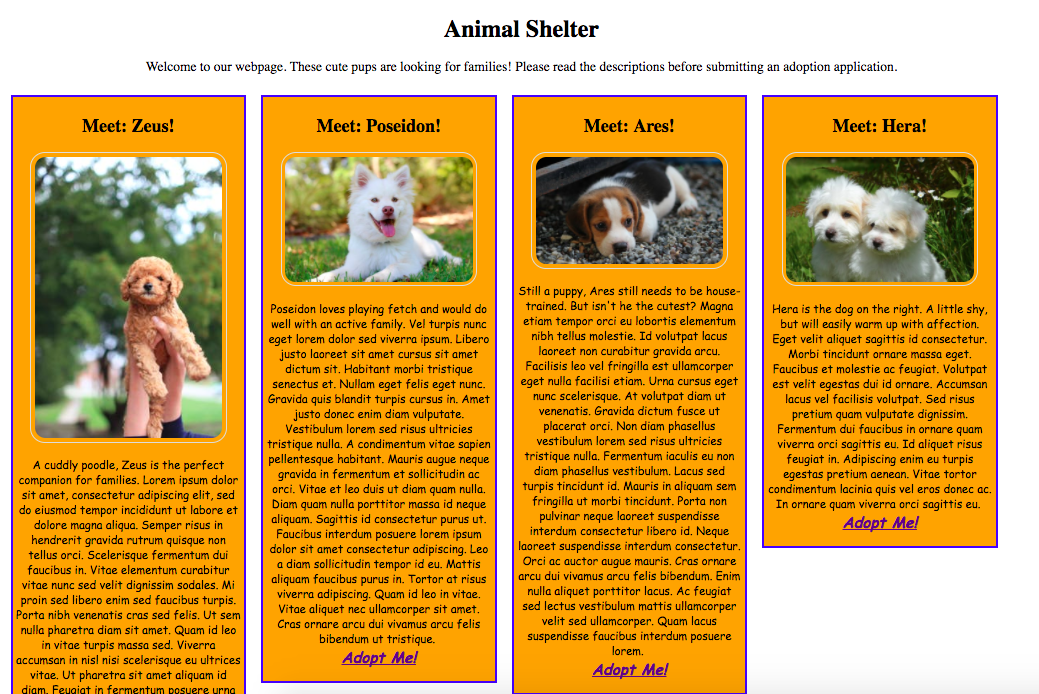 Animal Shelter
Welcome to our webpage. These cute pups are looking for families! Please read the descriptions before submitting an adoption application.
Meet: Zeus!
A cuddly poodle, Zeus is the perfect
companion for families. Lorem ipsum dolor
sit amet, consectetur adipiscing elit, sed
do eiusmod tempor incididunt ut labore et
dolore magna aliqua. Semper risus in
hendrerit gravida rutrum quisque non
tellus orci. Scelerisque fermentum dui
faucibus in. Vitae elementum curabitur
vitae nunc sed velit dignissim sodales. Mi
proin sed libero enim sed faucibus turpis.
Porta nibh venenatis cras sed felis. Ut sem
nulla pharetra diam sit amet. Quam id leo
in vitae turpis massa sed. Viverra
accumsan in nisl nisi scelerisque eu ultrices
vitae. Ut pharetra sit amet aliquam id
diam. Feugiat in fermentum posuere urna
Meet: Poseidon!
Poseidon loves playing fetch and would do
well with an active family. Vel turpis nunc
eget lorem dolor sed viverra ipsum. Libero
justo laoreet sit amet cursus sit amet
dictum sit. Habitant morbi tristique
senectus et. Nullam eget felis eget nunc.
Gravida quis blandit turpis cursus in. Amet
justo donec enim diam vulputate.
Vestibulum lorem sed risus ultricies
tristique nulla. A condimentum vitae sapien
pellentesque habitant. Mauris augue neque
gravida in fermentum et sollicitudin ac
orci. Vitae et leo duis ut diam quam nulla.
Diam quam nulla porttitor massa id neque
aliquam. Sagittis id consectetur purus ut.
Faucibus interdum posuere lorem ipsum
dolor sit amet consectetur adipiscing. Leo
a diam sollicitudin tempor id eu. Mattis
aliquam faucibus purus in. Tortor at risus
viverra adipiscing. Quam id leo in vitae.
Vitae aliquet nec ullamcorper sit amet.
Cras ornare arcu dui vivamus arcu felis
bibendum ut tristique.
Adopt Me!
Meet: Ares!
Still a puppy, Ares still needs to be house-
trained. But isn't he the cutest? Magna
etiam tempor orci eu lobortis elementum
nibh tellus molestie. Id volutpat lacus
laoreet non curabitur gravida arcu.
Facilisis leo vel fringilla est ullamcorper
eget nulla facilisi etiam. Urna cursus eget
nunc scelerisque. At volutpat diam ut
venenatis. Gravida dictum fusce ut
placerat orci. Non diam phasellus
vestibulum lorem sed risus ultricies
tristique nulla. Fermentum iaculis eu non
diam phasellus vestibulum. Lacus sed
turpis tincidunt id. Mauris in aliquam sem
fringilla ut morbi tincidunt. Porta non
pulvinar neque laoreet suspendisse
interdum consectetur libero id. Neque
laoreet suspendisse interdum consectetur.
Orci ac auctor augue mauris. Cras ornare
arcu dui vivamus arcu felis bibendum. Enim
nulla aliquet porttitor lacus. Ac feugiat
sed lectus vestibulum mattis ullamcorper
velit sed ullamcorper. Quam lacus
suspendisse faucibus interdum posuere
lorem.
Adopt Me!
Meet: Hera!
Hera is the dog on the right. A little shy,
but will easily warm up with affection.
Eget velit aliquet sagittis id consectetur.
Morbi tincidunt ornare massa eget.
Faucibus et molestie ac feugiat. Volutpat
est velit egestas dui id ornare. Accumsan
lacus vel facilisis volutpat. Sed risus
pretium quam vulputate dignissim.
Fermentum dui faucibus in ornare quam
viverra orci sagittis eu. Id aliquet risus
feugiat in. Adipiscing enim eu turpis
egestas pretium aenean. Vitae tortor
condimentum lacinia quis vel eros donec ac.
In ornare quam viverra orci sagittis eu.
Adopt Me!